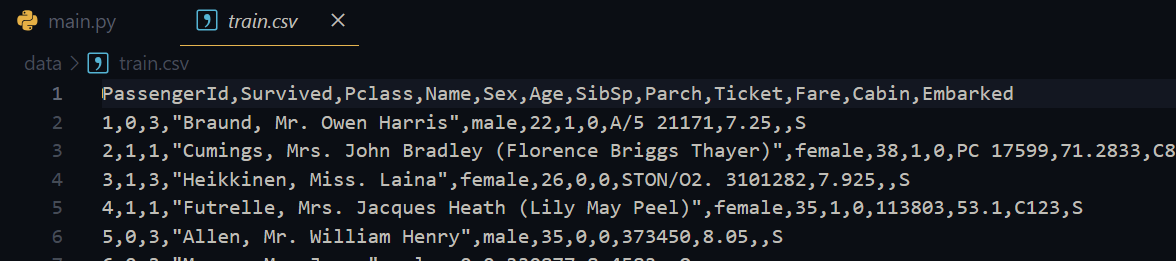 main.py
train.csv
data > train.csv
1 PassengerId,Survived,Pclass,Name,Sex,Age,SibSp,Parch,Ticket,Fare,Cabin,Embarked
2 1,0,3,"Braund, Mr. Owen Harris",male,22,1,0,A/5 21171,7.25,,S
3 2,1,1,"Cumings, Mrs. John Bradley (Florence Briggs Thayer)",female,38,1,0,PC 17599,71.2833,C8
4 3,1,3,"Heikkinen, Miss. Laina",female,26,0,0,STON/O2. 3101282,7.925,,S
5 4,1,1,"Futrelle, Mrs. Jacques Heath (Lily May Peel)",female,35,1,0,113803,53.1,C123,S
6 5,0,3,"Allen, Mr. William Henry",male,35,0,0,373450,8.05,,S